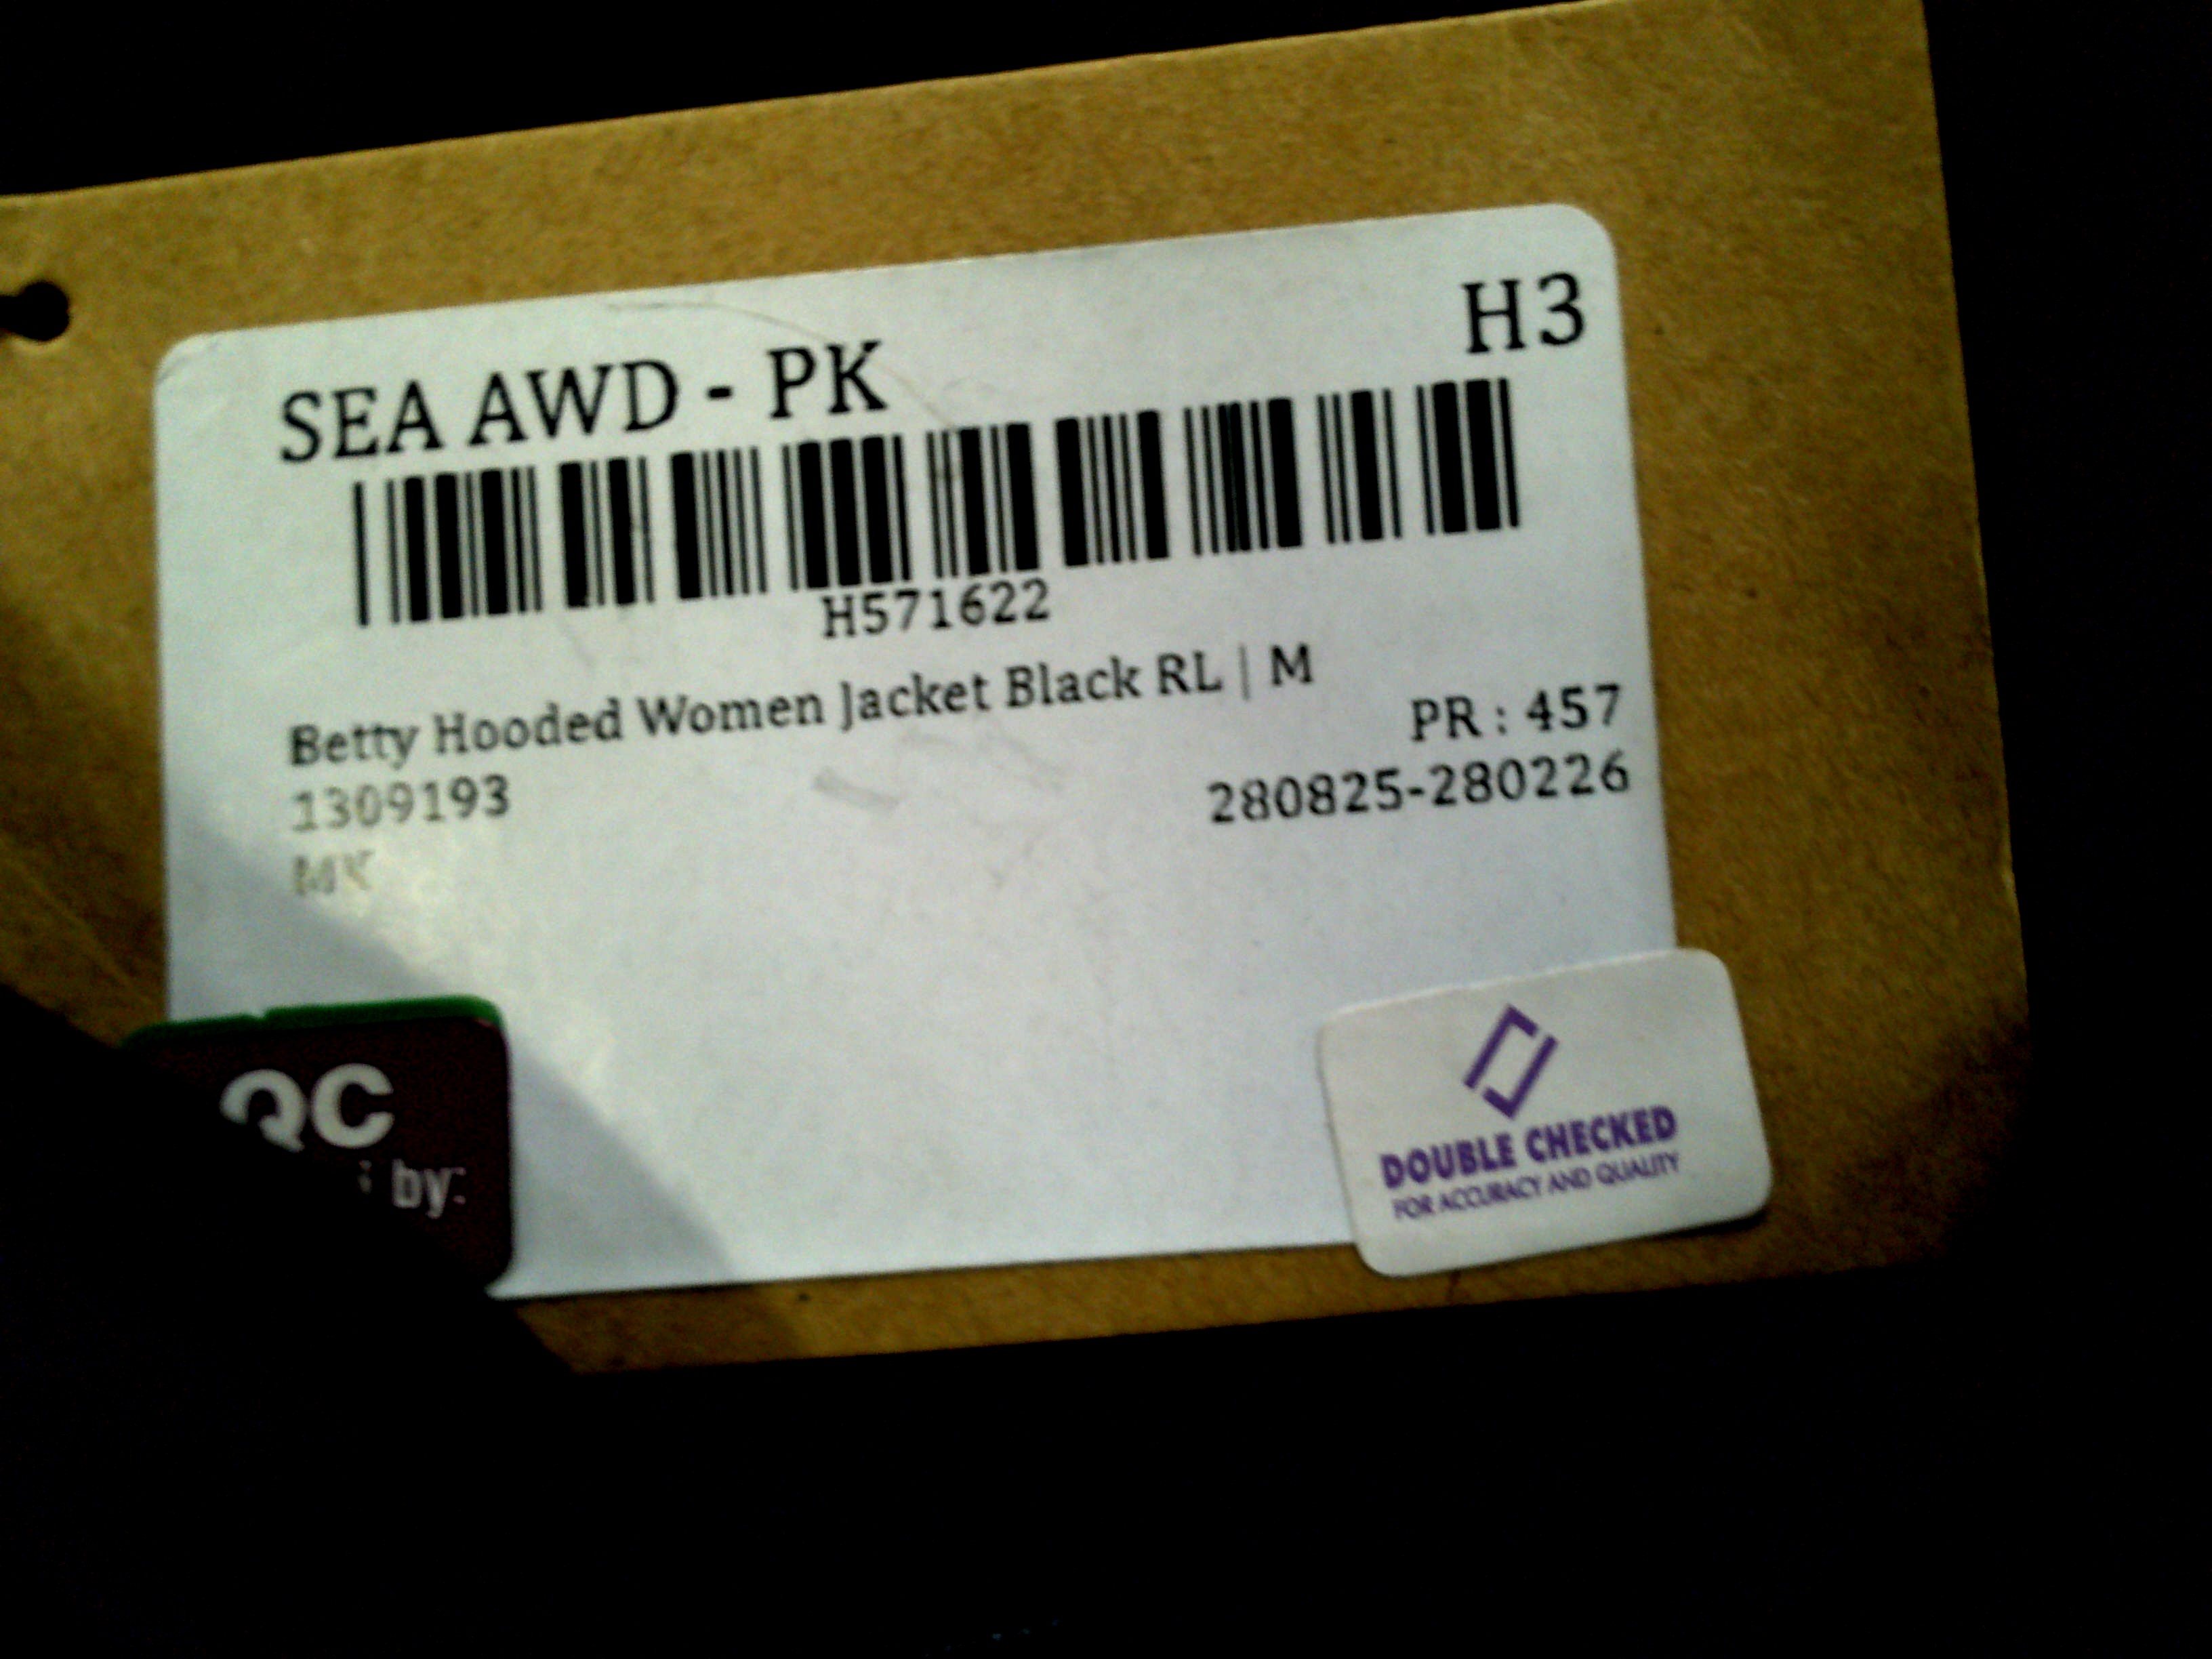 SEA AWD - PK
H3
H571622
Betty Hooded Women Jacket Black RL | M
PR : 457
1309193
280825-280226
MK
QC
by:
DOUBLE CHECKED
FOR ACCURACY AND QUALITY